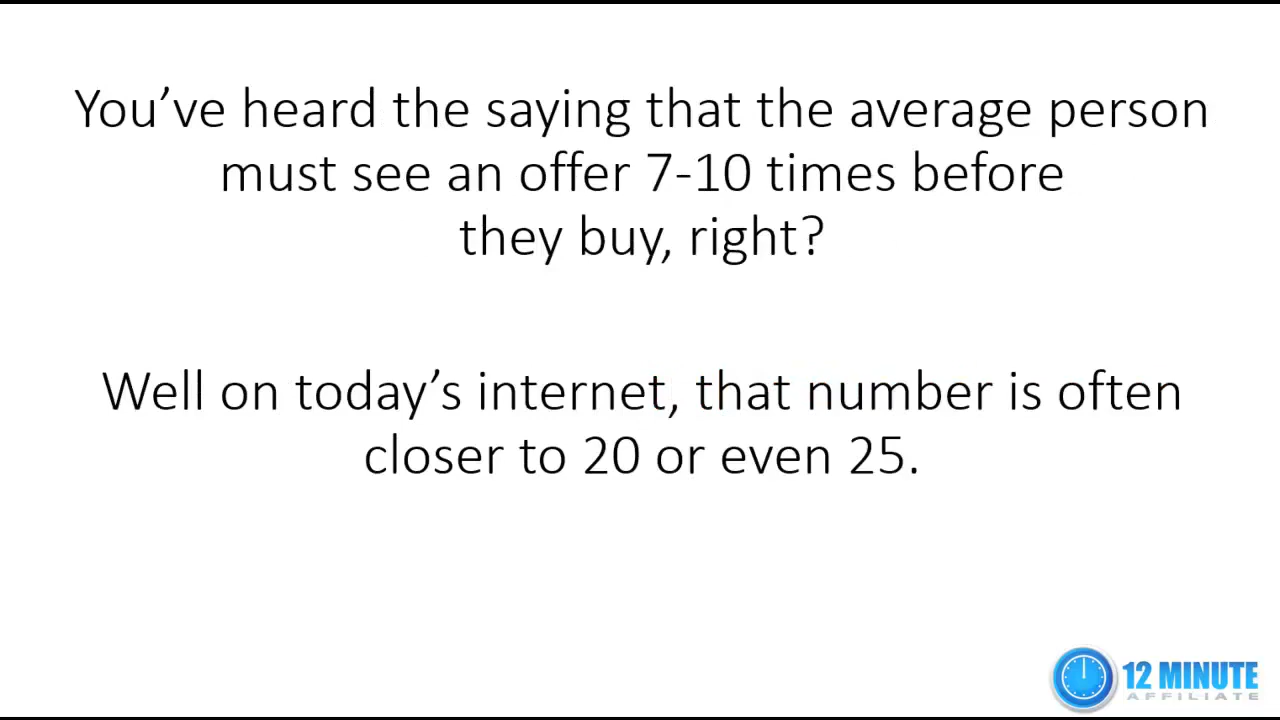 You’ve heard the saying that the average person
must see an offer 7-10 times before
they buy, right?
Well on today’s internet, that number is often
closer to 20 or even 25.
12 MINUTE
AFFILIATE